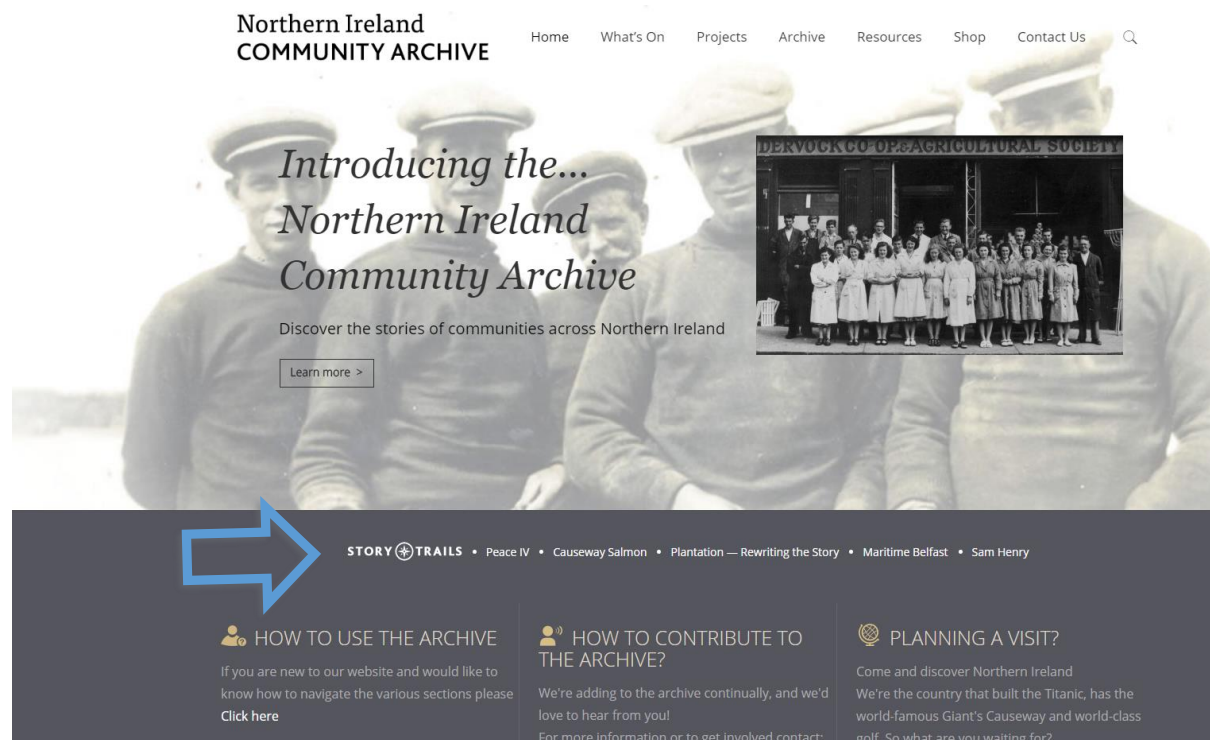 Northern Ireland
COMMUNITY ARCHIVE
Home What's On Projects Archive Resources Shop Contact Us
Introducing the...
Northern Ireland
Community Archive
Discover the stories of communities across Northern Ireland
Learn more >
DERVOCK CO-OP. & AGRICULTURAL SOCIETY
STORY TRAILS • Peace IV • Causeway Salmon • Plantation — Rewriting the Story • Maritime Belfast • Sam Henry
HOW TO USE THE ARCHIVE
If you are new to our website and would like to
know how to navigate the various sections please
Click here
HOW TO CONTRIBUTE TO
THE ARCHIVE?
We're adding to the archive continually, and we'd
love to hear from you!
For more information or to get involved contact:
PLANNING A VISIT?
Come and discover Northern Ireland
We're the country that built the Titanic, has the
world-famous Giant's Causeway and world-class
golf. So what are you waiting for?